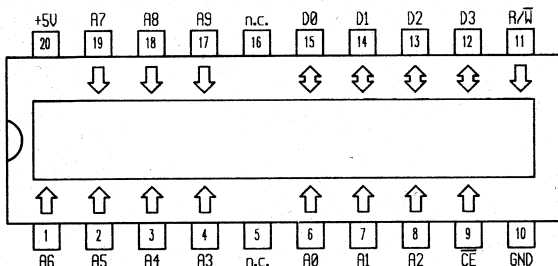 +5V A7 A8 A9 n.c. D0 D1 D2 D3 R/W̅
20 19 18 17 16 15 14 13 12 11
1 2 3 4 5 6 7 8 9 10
A6 A5 A4 A3 n.c. A0 A1 A2 C̅E̅ GND